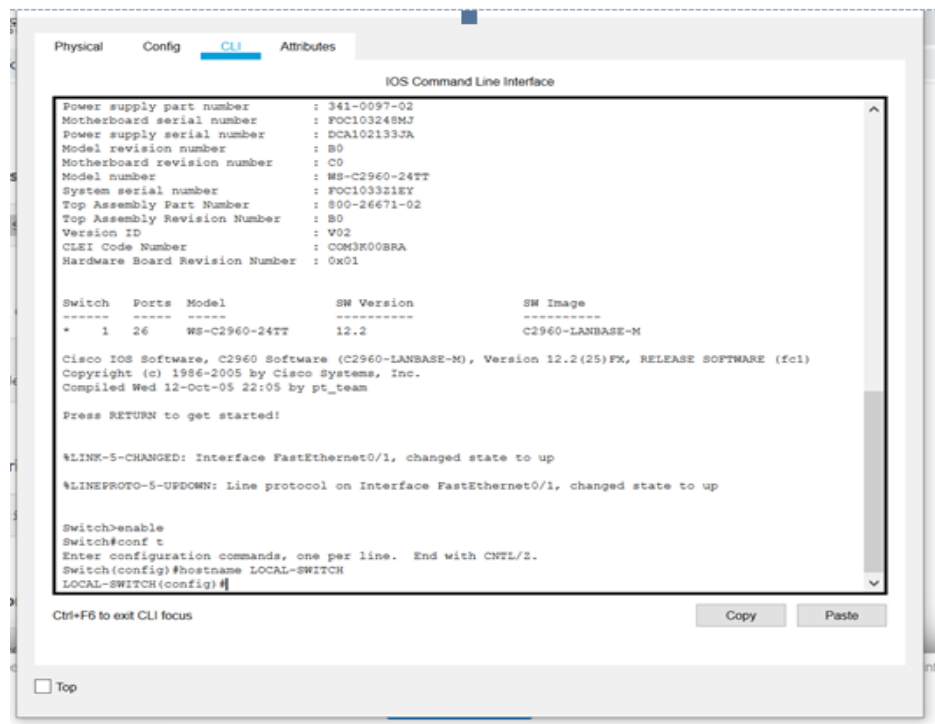 Physical Config CLI Attributes
IOS Command Line Interface
Power supply part number : 341-0097-02
Motherboard serial number : FOC103248MJ
Power supply serial number : DCA102133JA
Model revision number : B0
Motherboard revision number : C0
Model number : WS-C2960-24TT
System serial number : FOC1033Z1EY
Top Assembly Part Number : 800-26671-02
Top Assembly Revision Number : B0
Version ID : V02
CLEI Code Number : COM3K00BRA
Hardware Board Revision Number : 0x01
Switch Ports Model SW Version SW Image
------ ----- ----- ---------- ----------
* 1 26 WS-C2960-24TT 12.2 C2960-LANBASE-M
Cisco IOS Software, C2960 Software (C2960-LANBASE-M), Version 12.2(25)FX, RELEASE SOFTWARE (fc1)
Copyright (c) 1986-2005 by Cisco Systems, Inc.
Compiled Wed 12-Oct-05 22:05 by pt_team
Press RETURN to get started!
%LINK-5-CHANGED: Interface FastEthernet0/1, changed state to up
%LINEPROTO-5-UPDOWN: Line protocol on Interface FastEthernet0/1, changed state to up
Switch>enable
Switch#conf t
Enter configuration commands, one per line. End with CNTL/Z.
Switch(config)#hostname LOCAL-SWITCH
LOCAL-SWITCH(config)#
Ctrl+F6 to exit CLI focus
Copy Paste
Top